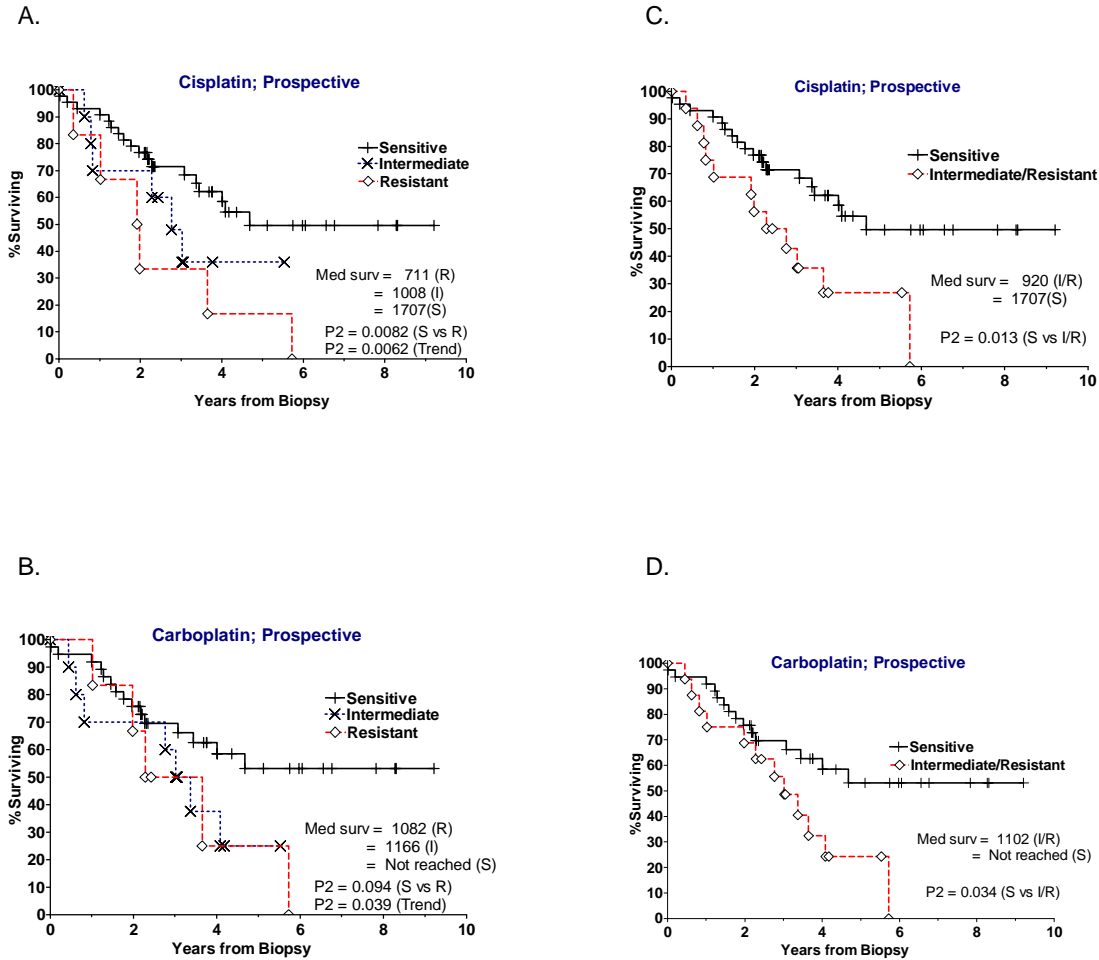 A.
Cisplatin; Prospective
100
90
80
70
60
50
40
30
20
10
0
%Surviving
Sensitive
Intermediate
Resistant
Med surv = 711 (R)
= 1008 (I)
= 1707(S)
P2 = 0.0082 (S vs R)
P2 = 0.0062 (Trend)
0 2 4 6 8 10
Years from Biopsy
C.
Cisplatin; Prospective
100
90
80
70
60
50
40
30
20
10
0
%Surviving
Sensitive
Intermediate/Resistant
Med surv = 920 (I/R)
= 1707(S)
P2 = 0.013 (S vs I/R)
0 2 4 6 8 10
Years from Biopsy
B.
Carboplatin; Prospective
100
90
80
70
60
50
40
30
20
10
0
%Surviving
Sensitive
Intermediate
Resistant
Med surv = 1082 (R)
= 1166 (I)
= Not reached (S)
P2 = 0.094 (S vs R)
P2 = 0.039 (Trend)
0 2 4 6 8 10
Years from Biopsy
D.
Carboplatin; Prospective
100
90
80
70
60
50
40
30
20
10
0
%Surviving
Sensitive
Intermediate/Resistant
Med surv = 1102 (I/R)
= Not reached (S)
P2 = 0.034 (S vs I/R)
0 2 4 6 8 10
Years from Biopsy